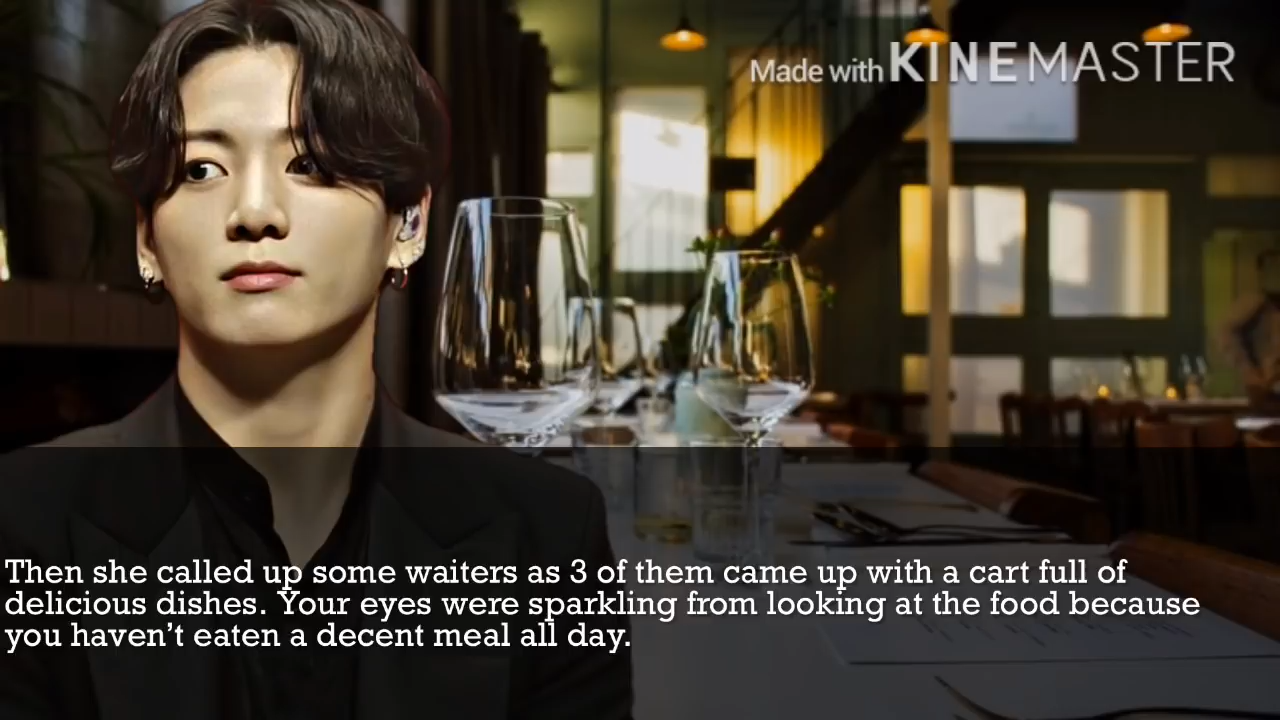 Made with KINEMASTER
Then she called up some waiters as 3 of them came up with a cart full of
delicious dishes. Your eyes were sparkling from looking at the food because
you haven’t eaten a decent meal all day.